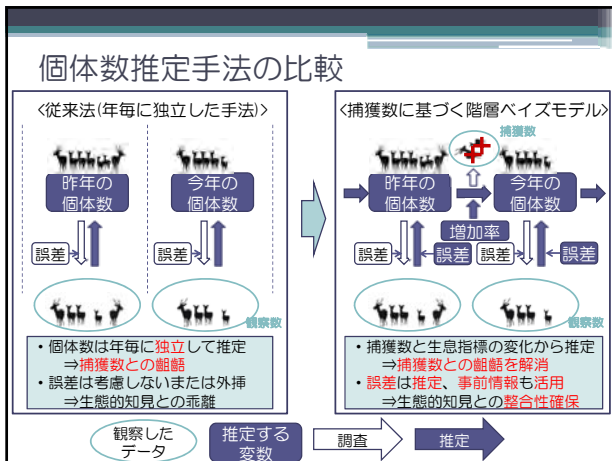 個体数推定手法の比較
<従来法(年毎に独立した手法)>
昨年の
個体数
今年の
個体数
誤差
誤差
観察数
・個体数は年毎に独立して推定
⇒捕獲数との齟齬
・誤差は考慮しないまたは外挿
⇒生態的知見との乖離
<捕獲数に基づく階層ベイズモデル>
捕獲数
昨年の
個体数
今年の
個体数
増加率
誤差
誤差
誤差
誤差
観察数
・捕獲数と生息指標の変化から推定
⇒捕獲数との齟齬を解消
・誤差は推定、事前情報も活用
⇒生態的知見との整合性確保
観察した
データ
推定する
変数
調査
推定